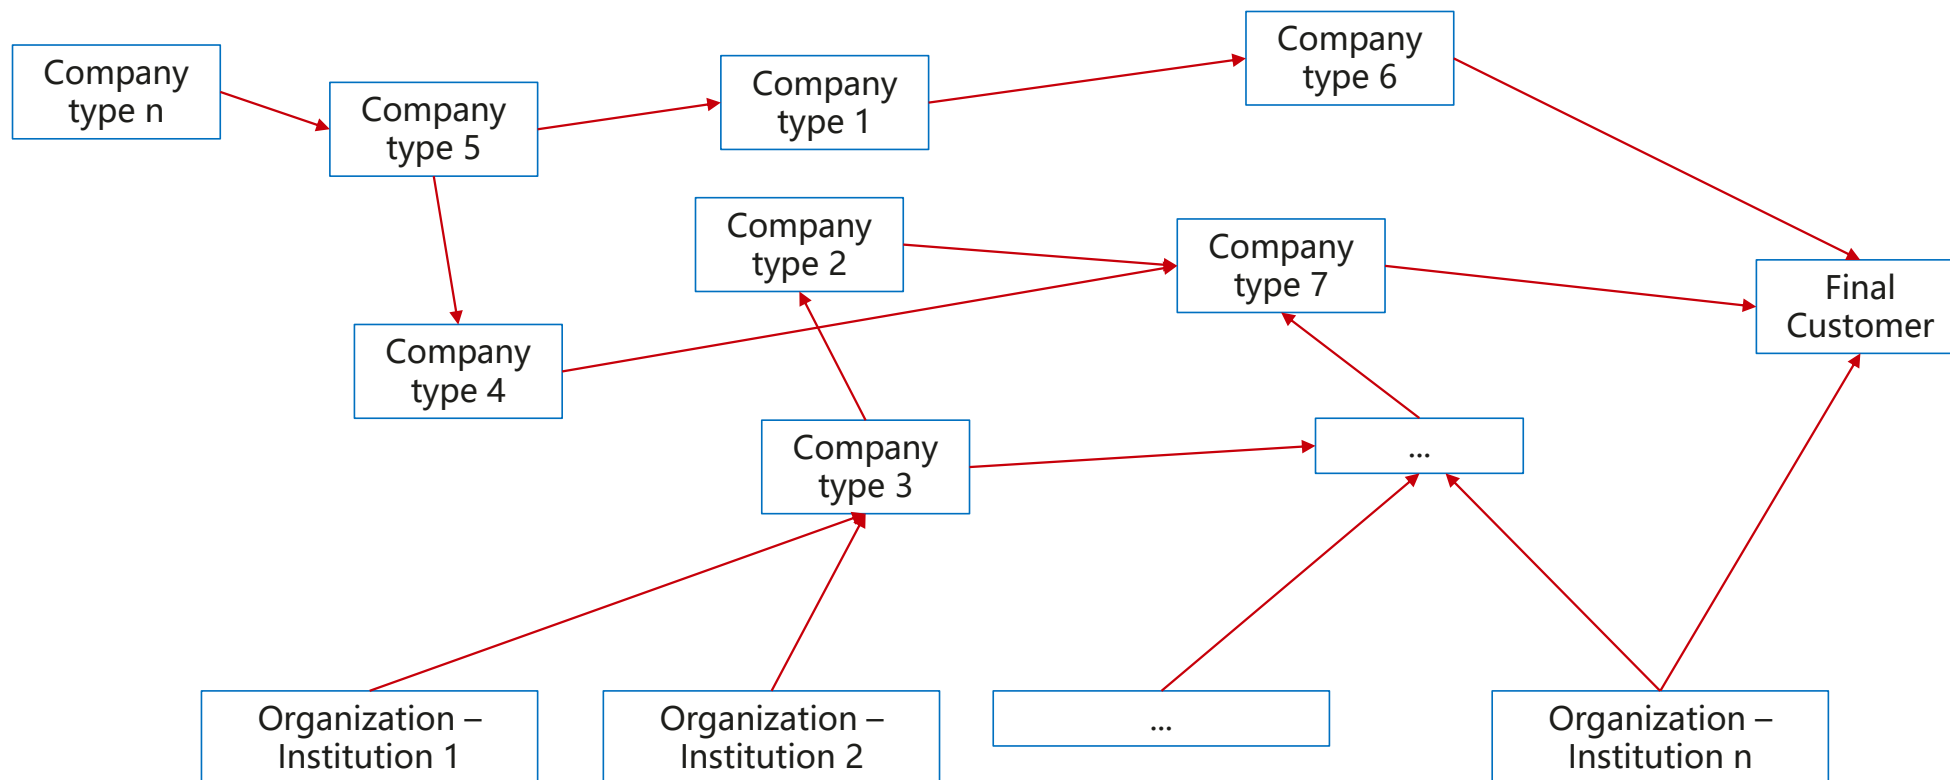 Company
type n
Company
type 5
Company
type 1
Company
type 6
Company
type 2
Company
type 7
Final
Customer
Company
type 4
Company
type 3
...
Organization –
Institution 1
Organization –
Institution 2
...
Organization –
Institution n